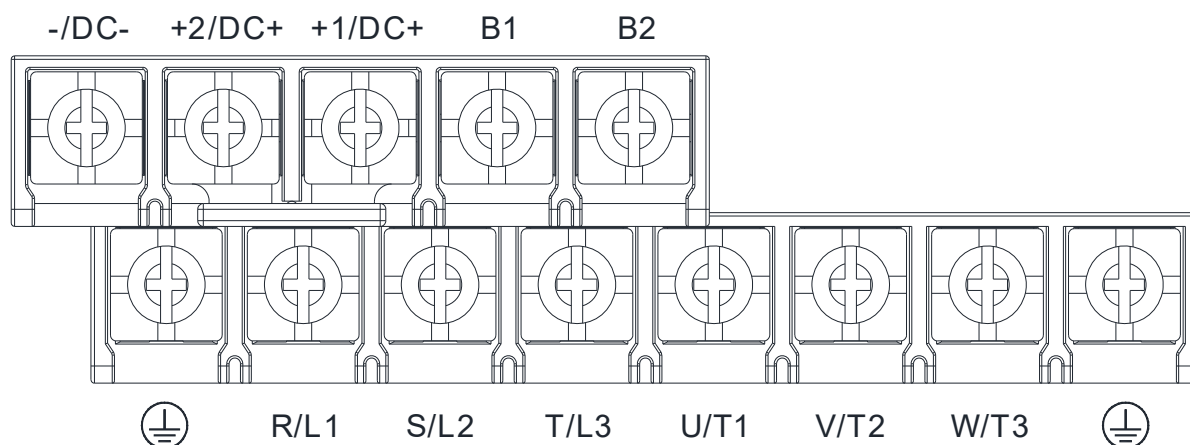 -/DC- +2/DC+ +1/DC+ B1 B2
R/L1 S/L2 T/L3 U/T1 V/T2 W/T3